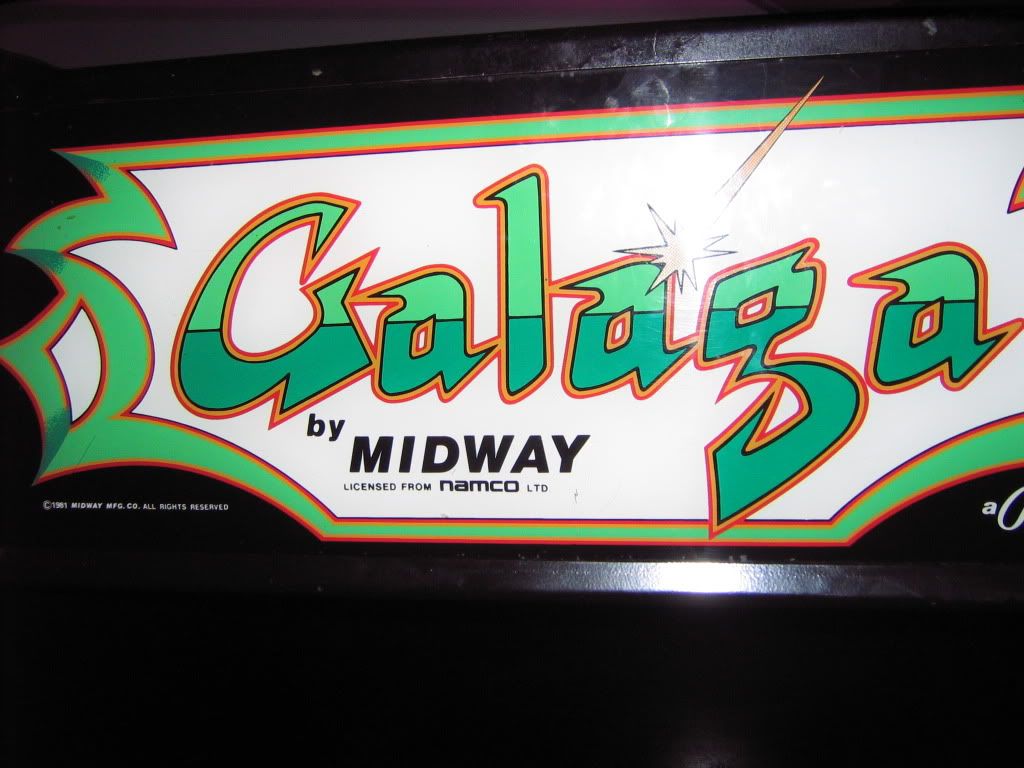 Galaga
by
MIDWAY
LICENSED FROM namco LTD
©1981 MIDWAY MFG. CO. ALL RIGHTS RESERVED
a